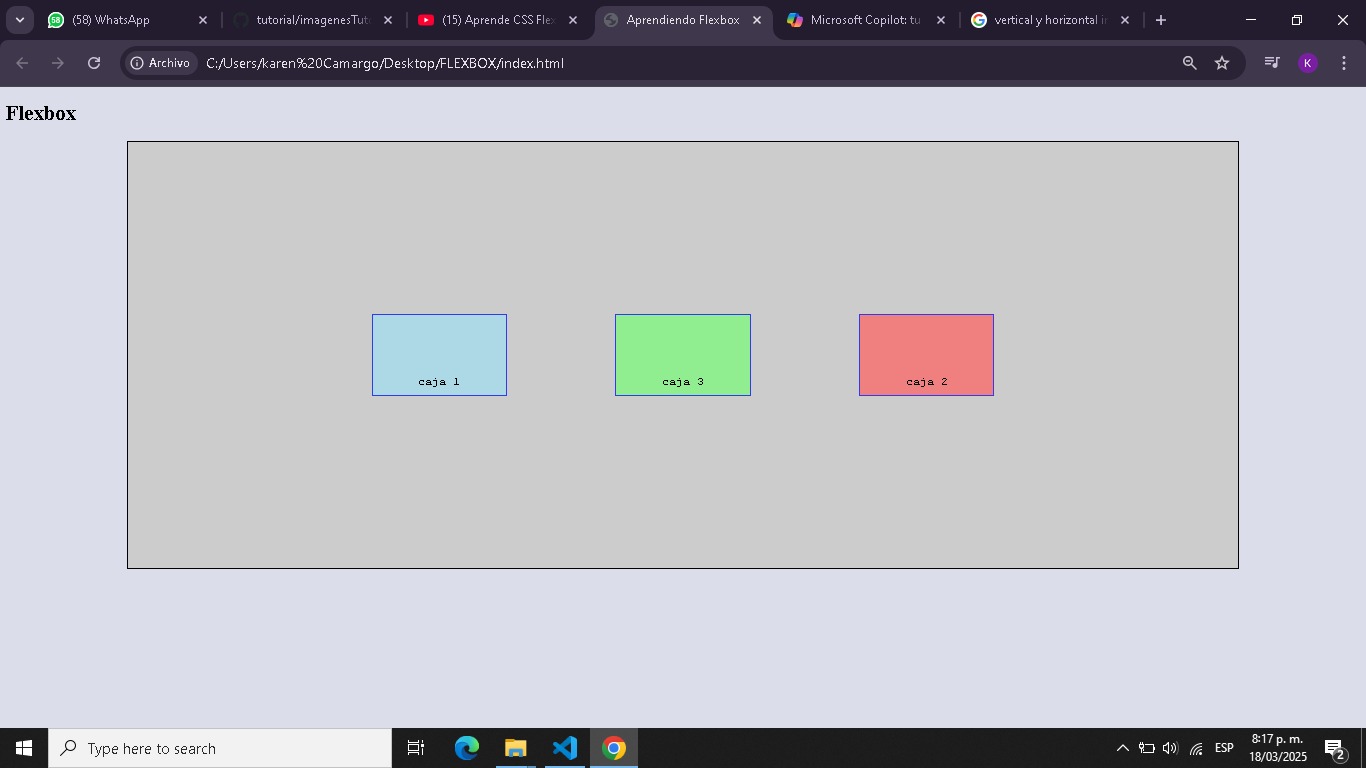 (58) WhatsApp
tutorial/imagenesTut
(15) Aprende CSS Flex
Aprendiendo Flexbox
Microsoft Copilot: tu
vertical y horizontal i
Archivo
C:/Users/karen%20Camargo/Desktop/FLEXBOX/index.html
K
Flexbox
caja 1
caja 3
caja 2
Type here to search
ESP
8:17 p. m.
18/03/2025
2